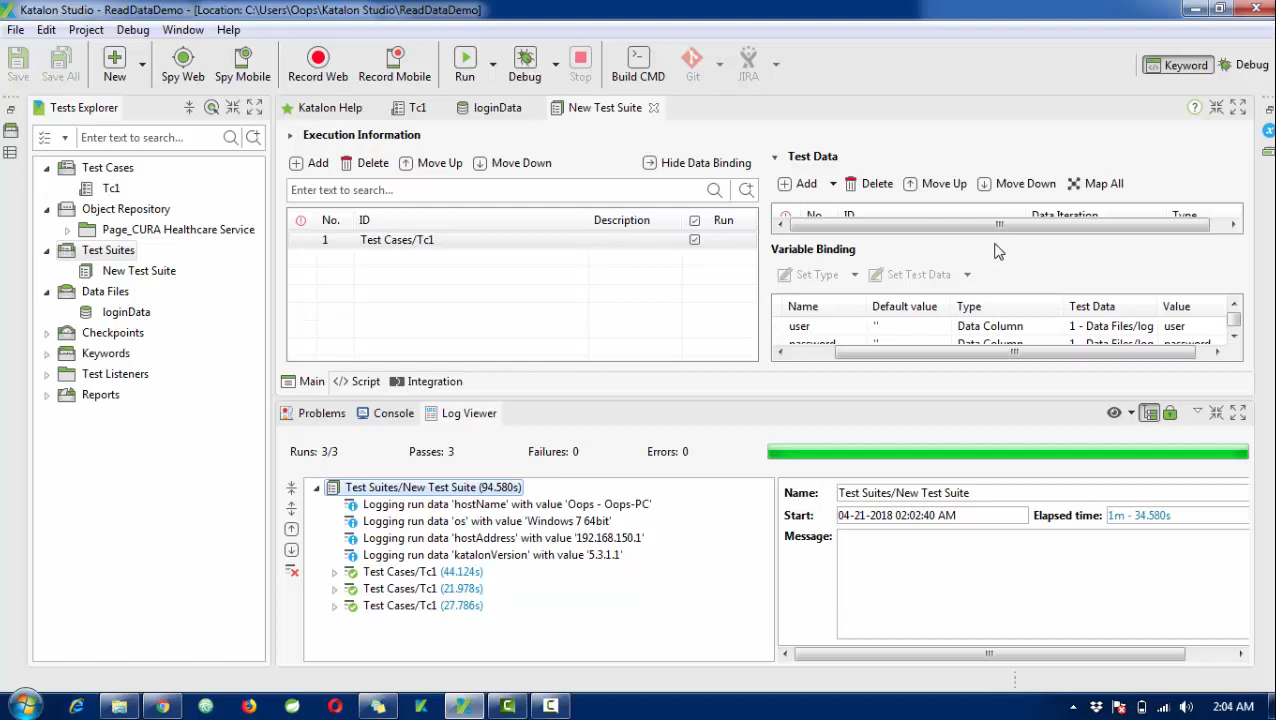 Katalon Studio - ReadDataDemo - [Location: C:\Users\Oops\Katalon Studio\ReadDataDemo]
File Edit Project Debug Window Help
Save Save All New Spy Web Spy Mobile Record Web Record Mobile Run Debug Stop Build CMD Git JIRA Keyword Debug
Tests Explorer
Enter text to search...
Test Cases
Tc1
Object Repository
Page_CURA Healthcare Service
Test Suites
New Test Suite
Data Files
loginData
Checkpoints
Keywords
Test Listeners
Reports
Katalon Help Tc1 loginData New Test Suite
Execution Information
Add Delete Move Up Move Down Hide Data Binding
Enter text to search...
No. ID Description Run
1 Test Cases/Tc1
Test Data
Add Delete Move Up Move Down Map All
No. ID Data Iteration Type
Variable Binding
Set Type Set Test Data
Name Default value Type Test Data Value
user '' Data Column 1 - Data Files/log user
password '' Data Column 1 - Data Files/log password
Main Script Integration
Problems Console Log Viewer
Runs: 3/3 Passes: 3 Failures: 0 Errors: 0
Test Suites/New Test Suite (94.580s)
Logging run data 'hostName' with value 'Oops - Oops-PC'
Logging run data 'os' with value 'Windows 7 64bit'
Logging run data 'hostAddress' with value '192.168.150.1'
Logging run data 'katalonVersion' with value '5.3.1.1'
Test Cases/Tc1 (44.124s)
Test Cases/Tc1 (21.978s)
Test Cases/Tc1 (27.786s)
Name: Test Suites/New Test Suite
Start: 04-21-2018 02:02:40 AM Elapsed time: 1m - 34.580s
Message:
2:04 AM